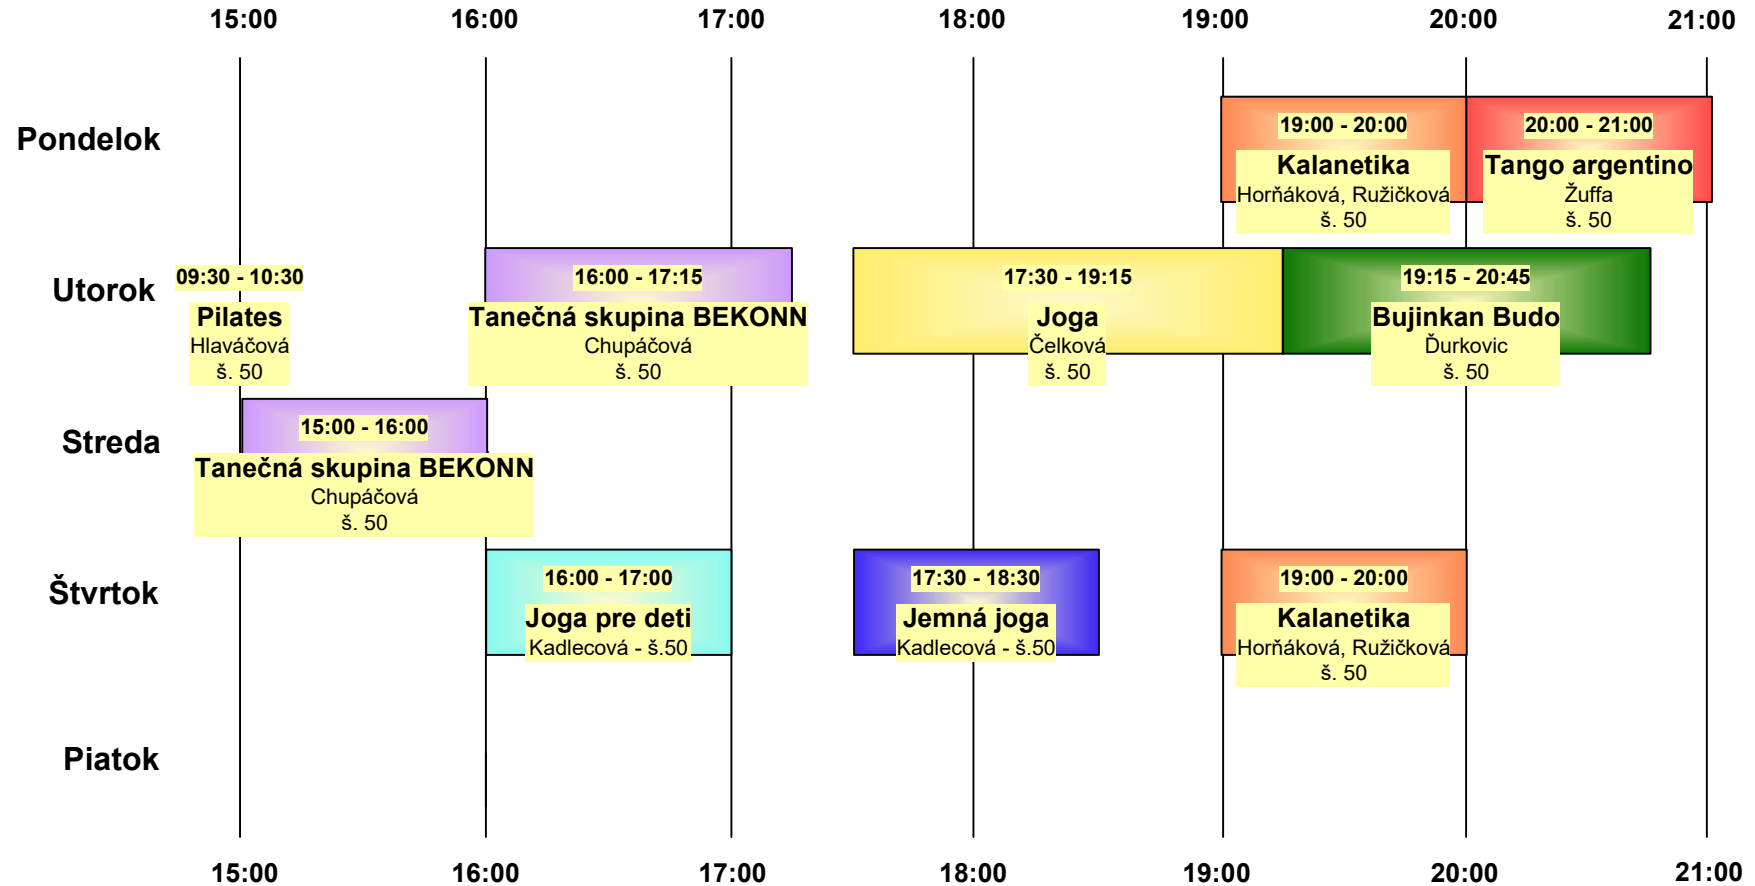 15:00 16:00 17:00 18:00 19:00 20:00 21:00
Pondelok
19:00 - 20:00
Kalanetika
Horňáková, Ružičková
š. 50
20:00 - 21:00
Tango argentino
Žuffa
š. 50
Utorok
09:30 - 10:30
Pilates
Hlaváčová
š. 50
16:00 - 17:15
Tanečná skupina BEKONN
Chupáčová
š. 50
17:30 - 19:15
Joga
Čelková
š. 50
19:15 - 20:45
Bujinkan Budo
Ďurkovic
š. 50
Streda
15:00 - 16:00
Tanečná skupina BEKONN
Chupáčová
š. 50
Štvrtok
16:00 - 17:00
Joga pre deti
Kadlecová - š.50
17:30 - 18:30
Jemná joga
Kadlecová - š.50
19:00 - 20:00
Kalanetika
Horňáková, Ružičková
š. 50
Piatok
15:00 16:00 17:00 18:00 19:00 20:00 21:00